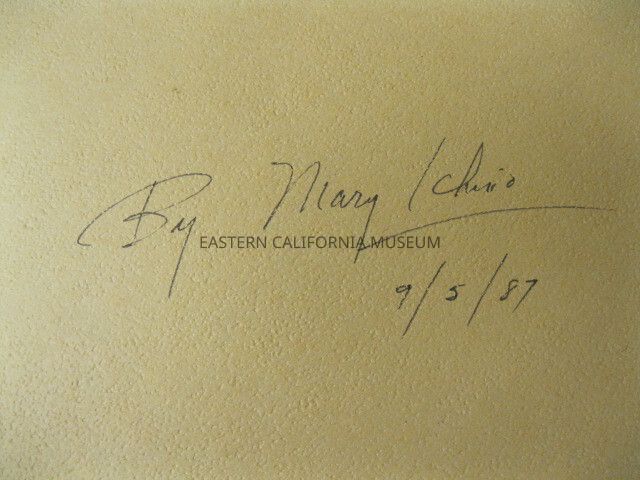 By Mary Ichino
EASTERN CALIFORNIA MUSEUM
9/5/87